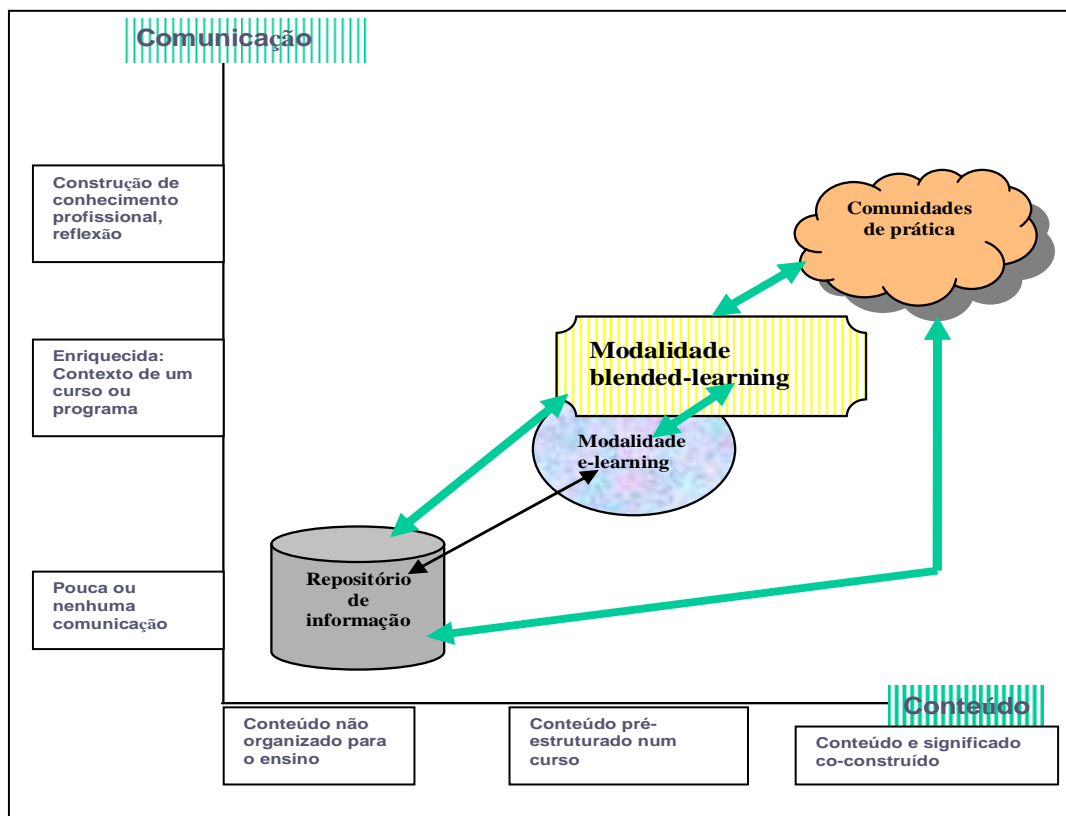 Comunicação
Construção de
conhecimento
profissional,
reflexão
Comunidades
de prática
Enriquecida:
Contexto de um
curso ou
programa
Modalidade
blended-learning
Modalidade
e-learning
Pouca ou
nenhuma
comunicação
Repositório
de
informação
Conteúdo
Conteúdo não
organizado para
o ensino
Conteúdo pré-
estruturado num
curso
Conteúdo e significado
co-construído